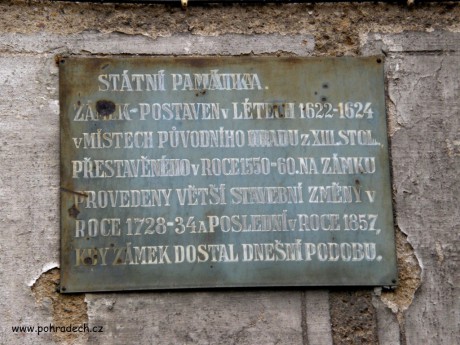 STÁTNÍ PAMÁTKA.
ZÁMEK-POSTAVEN V LÉTECH 1622-1624
V MÍSTECH PŮVODNÍHO HRADU Z XIII. STOL.,
PŘESTAVĚNÉHO V ROCE 1550-60. NA ZÁMKU
PROVEDENY VĚTŠÍ STAVEBNÍ ZMĚNY V
ROCE 1728-34 A POSLEDNÍ V ROCE 1857,
KDY ZÁMEK DOSTAL DNEŠNÍ PODOBU.
www.pohradech.cz